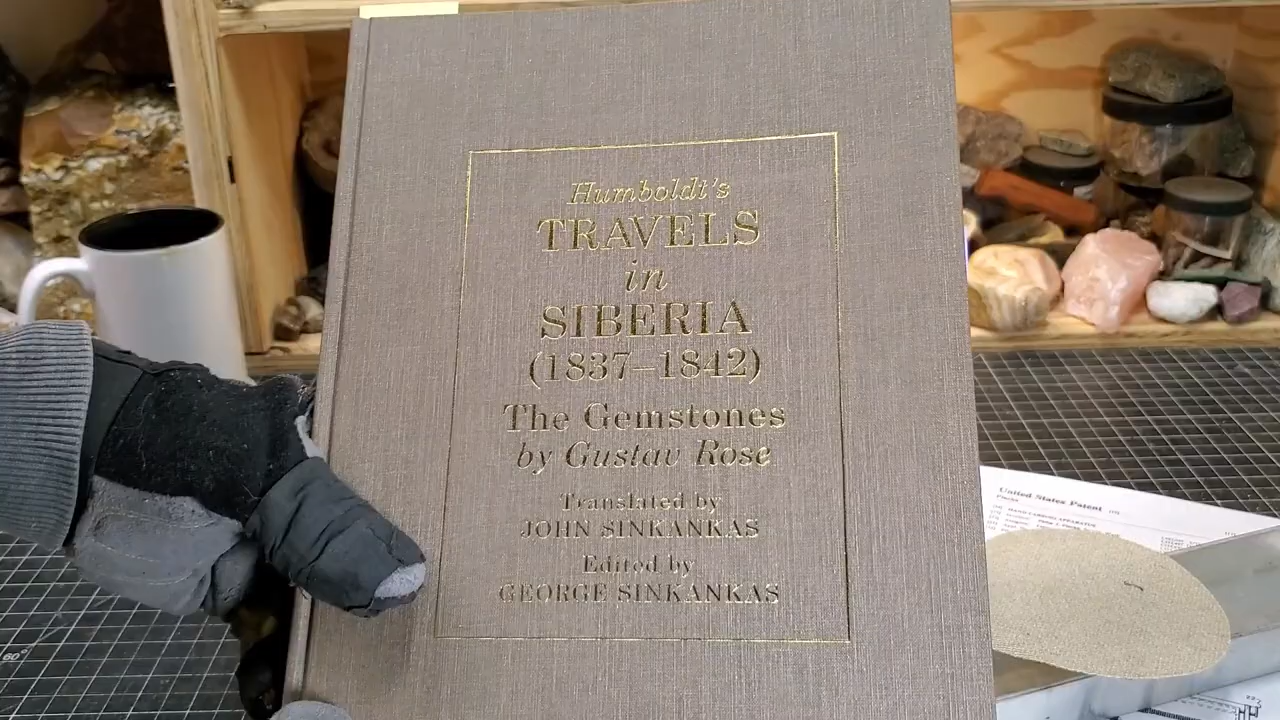 Humboldt's
TRAVELS
in
SIBERIA
(1837–1842)
The Gemstones
by Gustav Rose
Translated by
JOHN SINKANKAS
Edited by
GEORGE SINKANKAS
United States Patent
60°